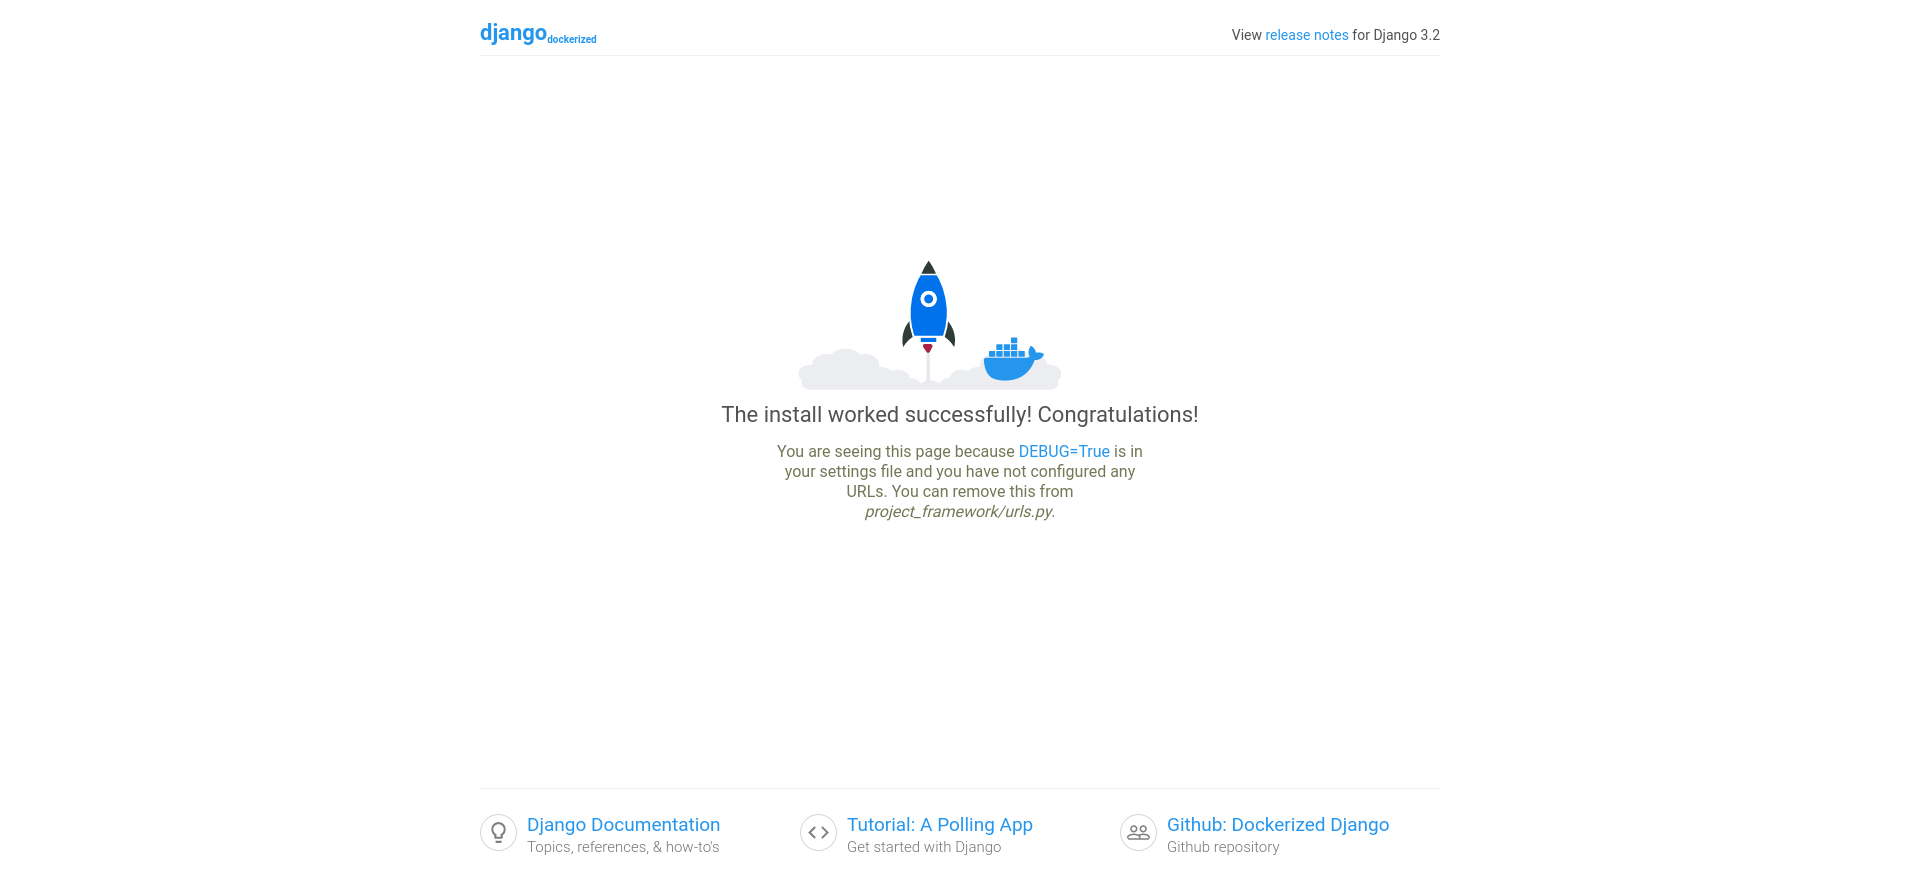 djangodockerized
View release notes for Django 3.2
The install worked successfully! Congratulations!
You are seeing this page because DEBUG=True is in
your settings file and you have not configured any
URLs. You can remove this from
project_framework/urls.py.
Django Documentation
Topics, references, & how-to's
Tutorial: A Polling App
Get started with Django
Github: Dockerized Django
Github repository